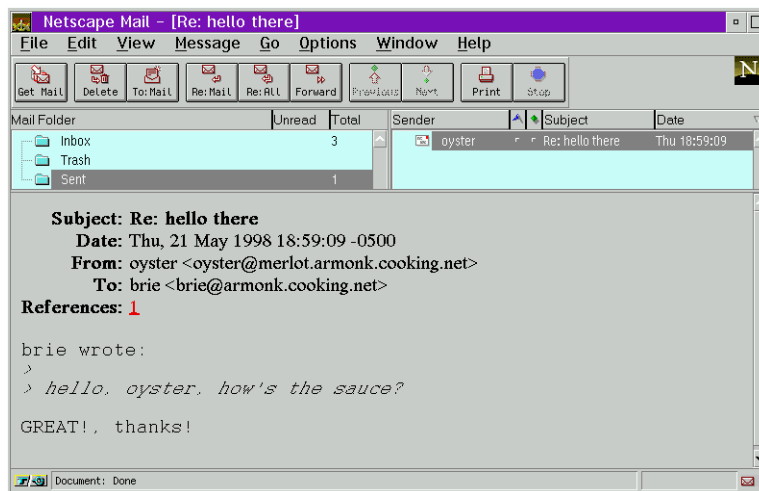 Netscape Mail - [Re: hello there]
File Edit View Message Go Options Window Help
N
Get Mail Delete To:Mail Re:Mail Re:All Forward Previous Next Print Stop
Mail Folder Unread Total Sender Subject Date
Inbox 3 oyster Re: hello there Thu 18:59:09
Trash
Sent 1
Subject: Re: hello there
Date: Thu, 21 May 1998 18:59:09 -0500
From: oyster <oyster@merlot.armonk.cooking.net>
To: brie <brie@armonk.cooking.net>
References: 1
brie wrote:
>
> hello, oyster, how's the sauce?
GREAT!, thanks!
Document: Done